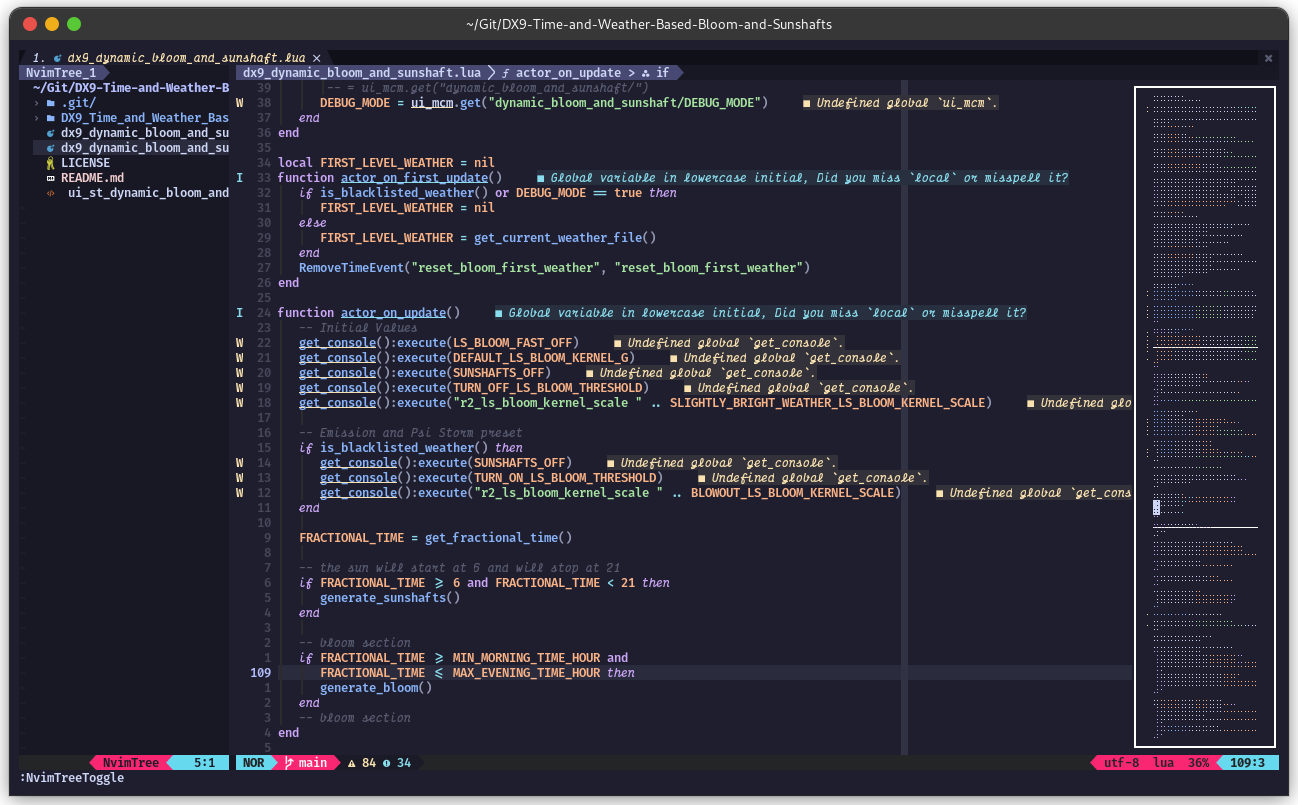 ~/Git/DX9-Time-and-Weather-Based-Bloom-and-Sunshafts
1. dx9_dynamic_bloom_and_sunshaft.lua ×
NvimTree_1
~/Git/DX9-Time-and-Weather-B
› .git/
› DX9_Time_and_Weather_Bas
dx9_dynamic_bloom_and_su
dx9_dynamic_bloom_and_su
LICENSE
README.md
ui_st_dynamic_bloom_and
dx9_dynamic_bloom_and_sunshaft.lua ƒ actor_on_update > if
39 -- = ui_mcm.get("dynamic_bloom_and_sunshaft/")
W 38 DEBUG_MODE = ui_mcm.get("dynamic_bloom_and_sunshaft/DEBUG_MODE") ■ Undefined global `ui_mcm`.
37 end
36 end
35
34 local FIRST_LEVEL_WEATHER = nil
I 33 function actor_on_first_update() ■ Global variable in lowercase initial, Did you miss `local` or misspell it?
32 if is_blacklisted_weather() or DEBUG_MODE == true then
31 FIRST_LEVEL_WEATHER = nil
30 else
29 FIRST_LEVEL_WEATHER = get_current_weather_file()
28 end
27 RemoveTimeEvent("reset_bloom_first_weather", "reset_bloom_first_weather")
26 end
25
I 24 function actor_on_update() ■ Global variable in lowercase initial, Did you miss `local` or misspell it?
23 -- Initial Values
W 22 get_console():execute(LS_BLOOM_FAST_OFF) ■ Undefined global `get_console`.
W 21 get_console():execute(DEFAULT_LS_BLOOM_KERNEL_G) ■ Undefined global `get_console`.
W 20 get_console():execute(SUNSHAFTS_OFF) ■ Undefined global `get_console`.
W 19 get_console():execute(TURN_OFF_LS_BLOOM_THRESHOLD) ■ Undefined global `get_console`.
W 18 get_console():execute("r2_ls_bloom_kernel_scale " .. SLIGHTLY_BRIGHT_WEATHER_LS_BLOOM_KERNEL_SCALE) ■ Undefined glo
17
16 -- Emission and Psi Storm preset
15 if is_blacklisted_weather() then
W 14 get_console():execute(SUNSHAFTS_OFF) ■ Undefined global `get_console`.
W 13 get_console():execute(TURN_ON_LS_BLOOM_THRESHOLD) ■ Undefined global `get_console`.
W 12 get_console():execute("r2_ls_bloom_kernel_scale " .. BLOWOUT_LS_BLOOM_KERNEL_SCALE) ■ Undefined global `get_cons
11 end
10
9 FRACTIONAL_TIME = get_fractional_time()
8
7 -- the sun will start at 5 and will stop at 21
6 if FRACTIONAL_TIME ⩾ 6 and FRACTIONAL_TIME < 21 then
5 generate_sunshafts()
4 end
3
2 -- bloom section
1 if FRACTIONAL_TIME ⩾ MIN_MORNING_TIME_HOUR and
109 FRACTIONAL_TIME ⩽ MAX_EVENING_TIME_HOUR then
1 generate_bloom()
2 end
3 -- bloom section
4 end
5
NvimTree 5:1 NOR main 84 34 utf-8 lua 36% 109:3
:NvimTreeToggle